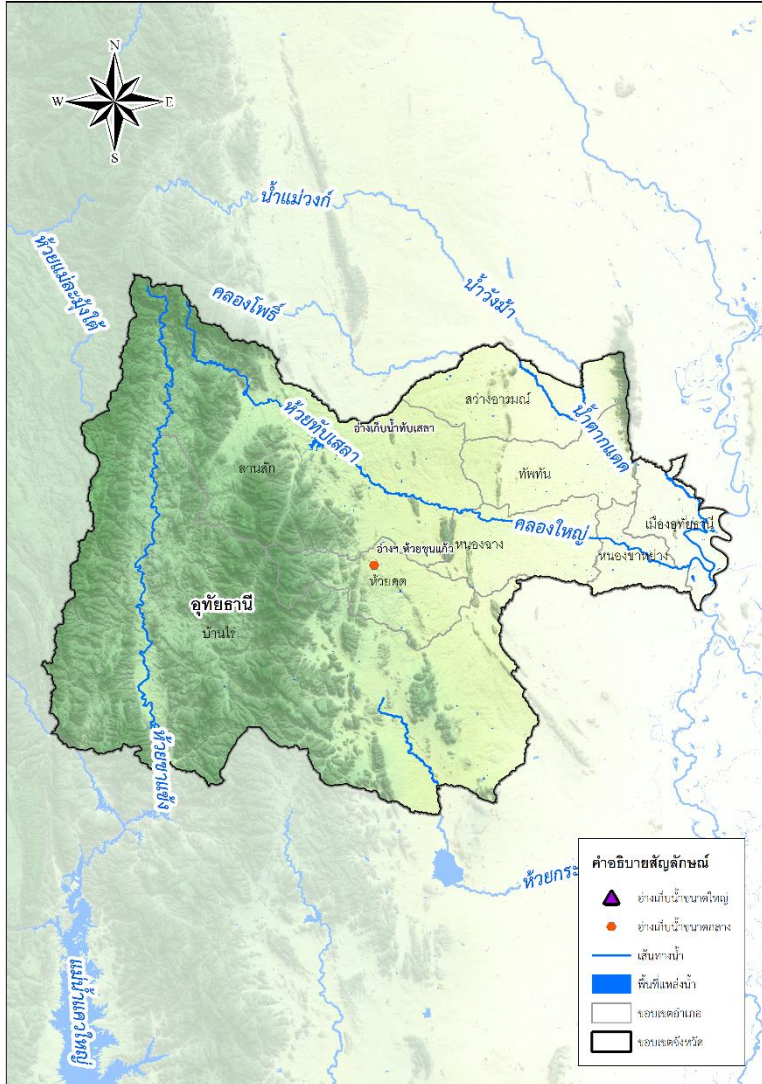 N
W
E
S
น้ำแม่วงก์
ห้วยแม่ละมุ้งใต้
คลองโพธิ์
น้ำวังม้า
สว่างอารมณ์
น้ำตากแดด
ห้วยทับเสลา
อ่างเก็บน้ำทับเสลา
ลานสัก
ทัพทัน
คลองใหญ่
เมืองอุทัยธานี
หนองฉาง
หนองขาหย่าง
อ่างฯ ห้วยขุนแก้ว
ห้วยคต
อุทัยธานี
บ้านไร่
ห้วยขาแข้ง
ห้วยกระ
แม่น้ำแควใหญ่
คำอธิบายสัญลักษณ์
อ่างเก็บน้ำขนาดใหญ่
อ่างเก็บน้ำขนาดกลาง
เส้นทางน้ำ
พื้นที่แหล่งน้ำ
ขอบเขตอำเภอ
ขอบเขตจังหวัด